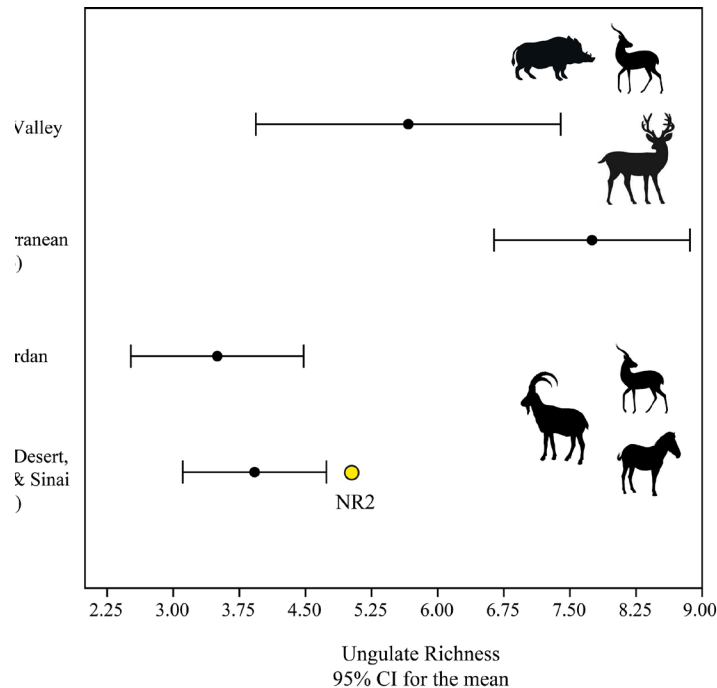 Valley
rranean
)
rdan
Desert,
& Sinai
)
NR2
2.25 3.00 3.75 4.50 5.25 6.00 6.75 7.50 8.25 9.00
Ungulate Richness
95% CI for the mean